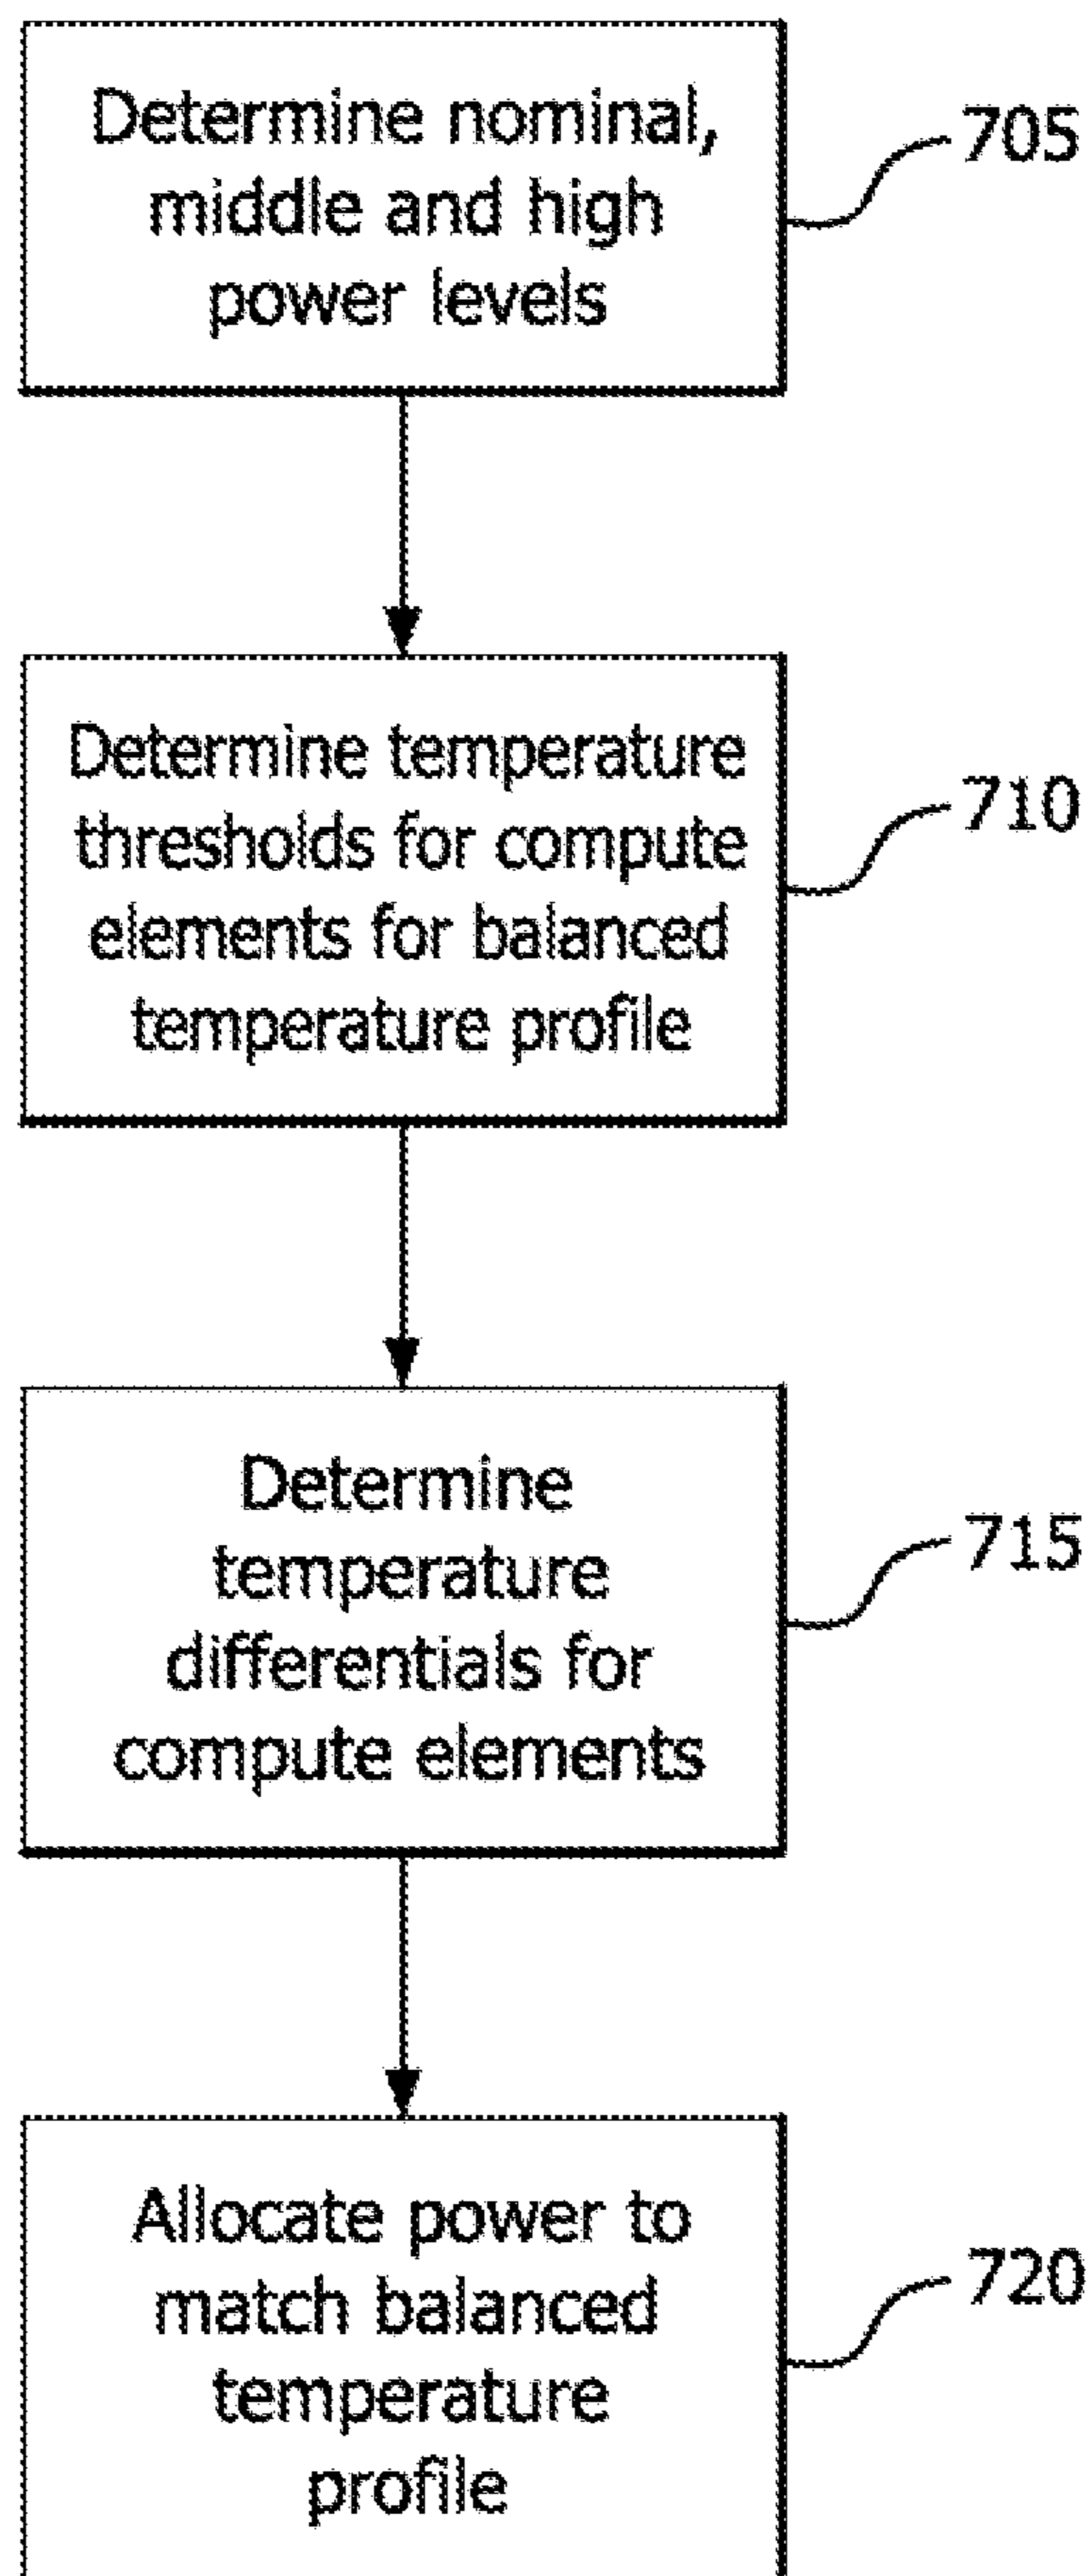 Determine nominal,
middle and high
power levels
705
Determine temperature
thresholds for compute
elements for balanced
temperature profile
710
Determine
temperature
differentials for
compute elements
715
Allocate power to
match balanced
temperature
profile
720